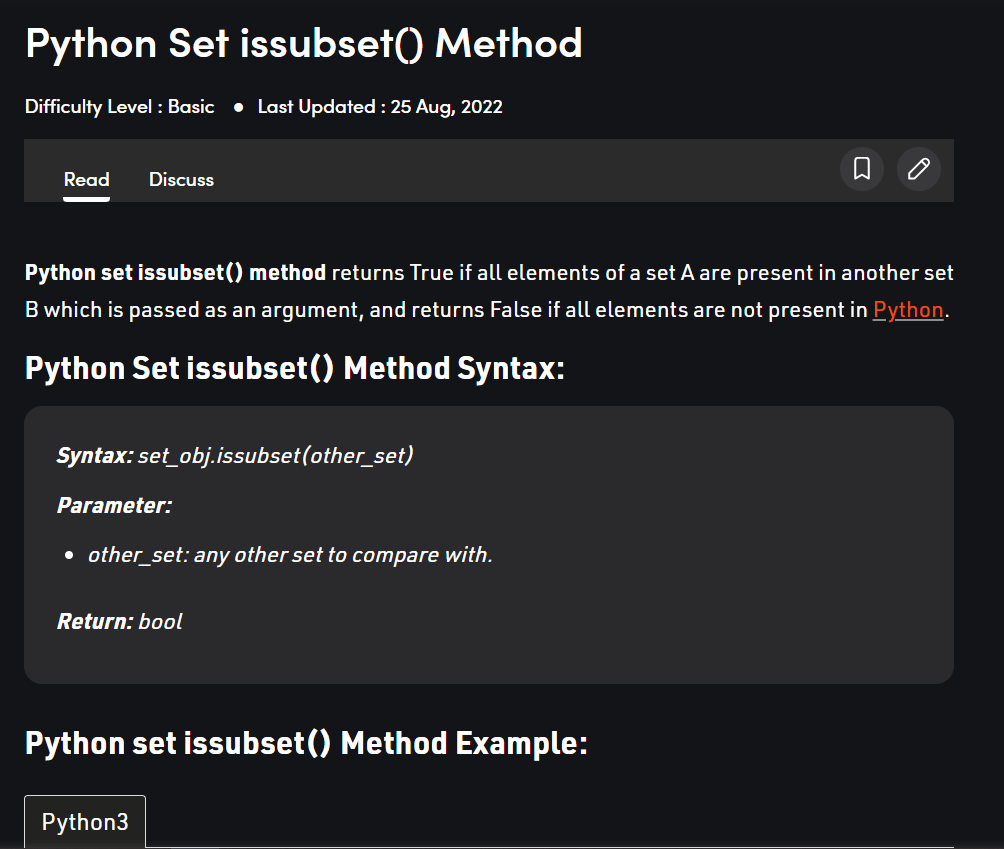 Python Set issubset() Method
Difficulty Level : Basic ● Last Updated : 25 Aug, 2022
Read Discuss
Python set issubset() method returns True if all elements of a set A are present in another set
B which is passed as an argument, and returns False if all elements are not present in Python.
Python Set issubset() Method Syntax:
Syntax: set_obj.issubset(other_set)
Parameter:
• other_set: any other set to compare with.
Return: bool
Python set issubset() Method Example:
Python3